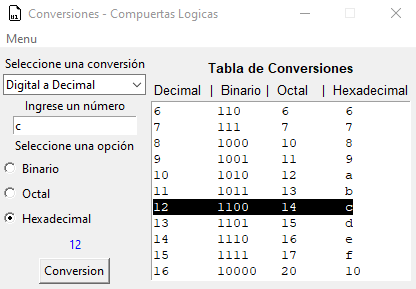 Conversiones - Compuertas Logicas
Menu
Seleccione una conversión
Digital a Decimal
Ingrese un número
c
Seleccione una opción
Binario
Octal
Hexadecimal
12
Conversion
Tabla de Conversiones
Decimal | Binario | Octal | Hexadecimal
6 110 6 6
7 111 7 7
8 1000 10 8
9 1001 11 9
10 1010 12 a
11 1011 13 b
12 1100 14 c
13 1101 15 d
14 1110 16 e
15 1111 17 f
16 10000 20 10